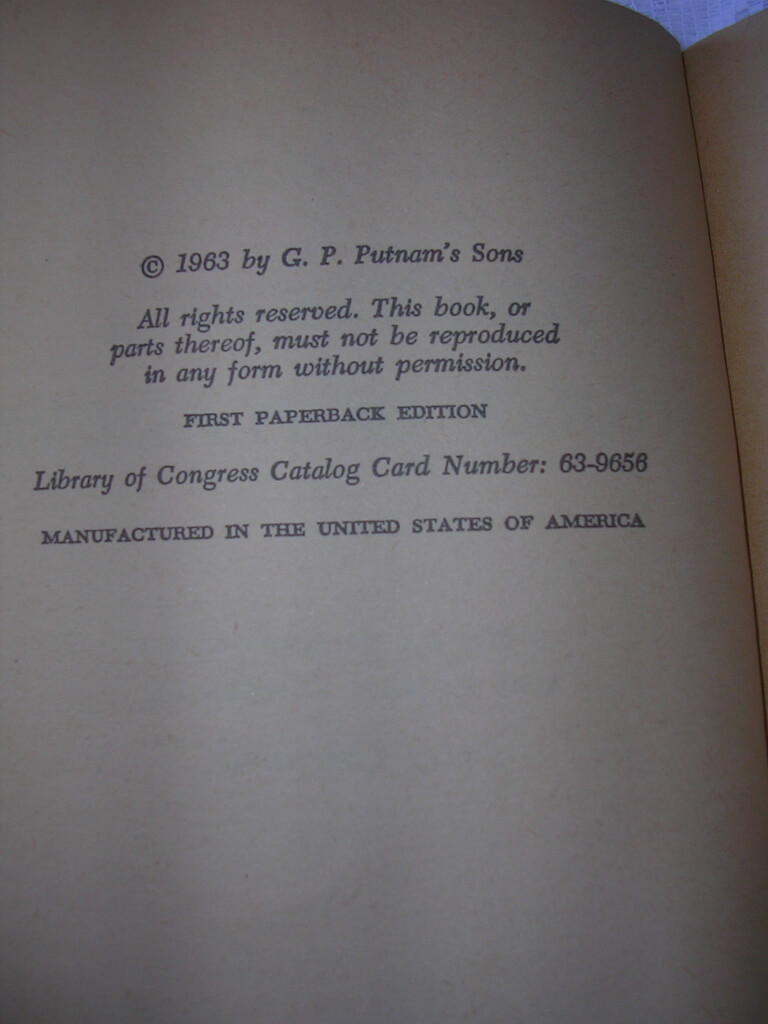 © 1963 by G. P. Putnam's Sons
All rights reserved. This book, or
parts thereof, must not be reproduced
in any form without permission.
FIRST PAPERBACK EDITION
Library of Congress Catalog Card Number: 63-9656
MANUFACTURED IN THE UNITED STATES OF AMERICA